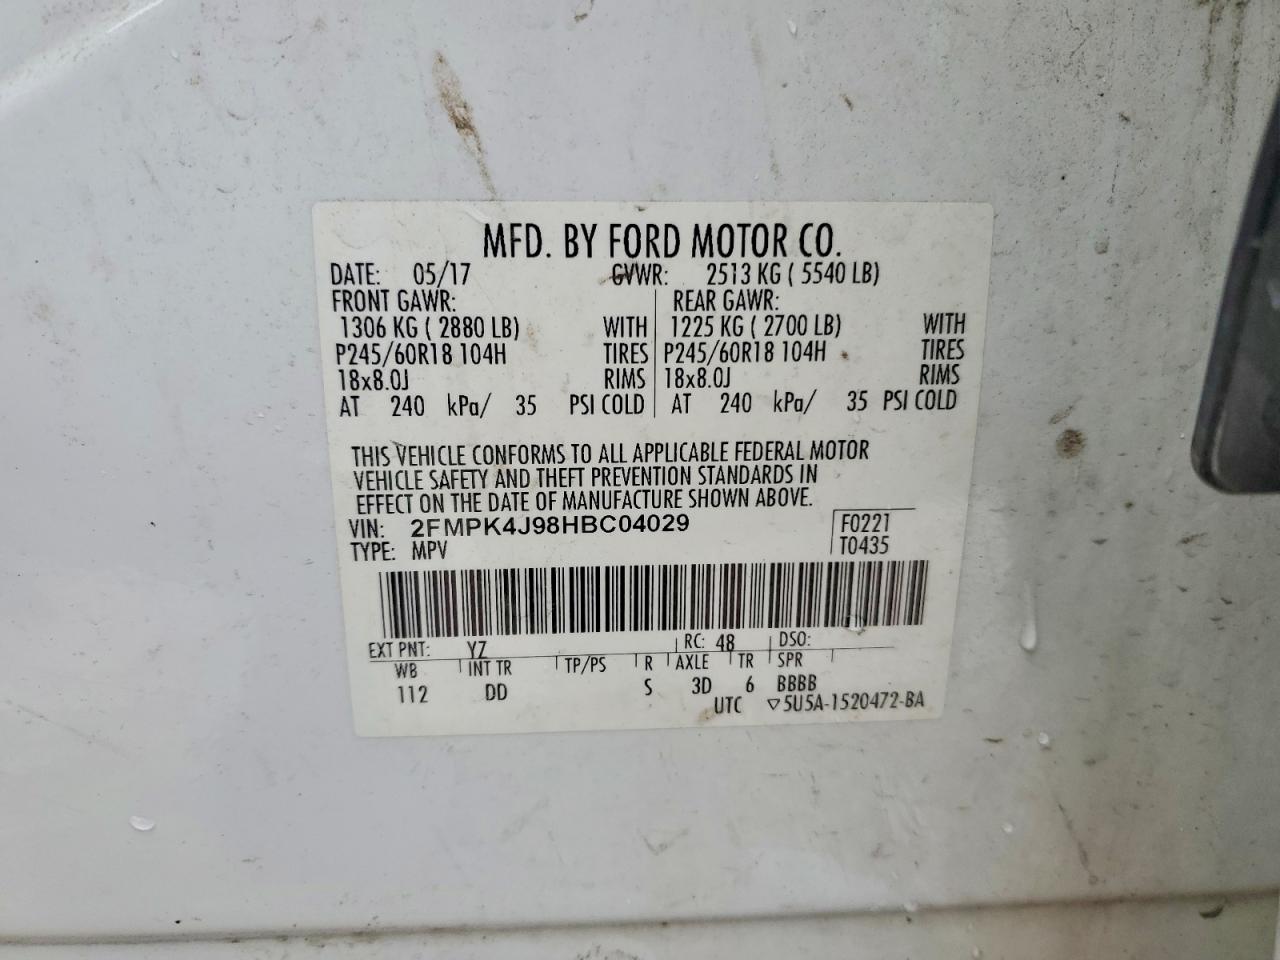 MFD. BY FORD MOTOR CO.
DATE: 05/17 GVWR: 2513 KG ( 5540 LB)
FRONT GAWR: REAR GAWR:
1306 KG ( 2880 LB) WITH 1225 KG ( 2700 LB) WITH
P245/60R18 104H TIRES P245/60R18 104H TIRES
18x8.0J RIMS 18x8.0J RIMS
AT 240 kPa/ 35 PSI COLD AT 240 kPa/ 35 PSI COLD
THIS VEHICLE CONFORMS TO ALL APPLICABLE FEDERAL MOTOR
VEHICLE SAFETY AND THEFT PREVENTION STANDARDS IN
EFFECT ON THE DATE OF MANUFACTURE SHOWN ABOVE.
VIN: 2FMPK4J98HBC04029 F0221
TYPE: MPV T0435
EXT PNT: YZ RC: 48 DSO:
WB INT TR TP/PS R AXLE TR SPR
112 DD S 3D 6 BBBB
UTC ▽5U5A-1520472-BA